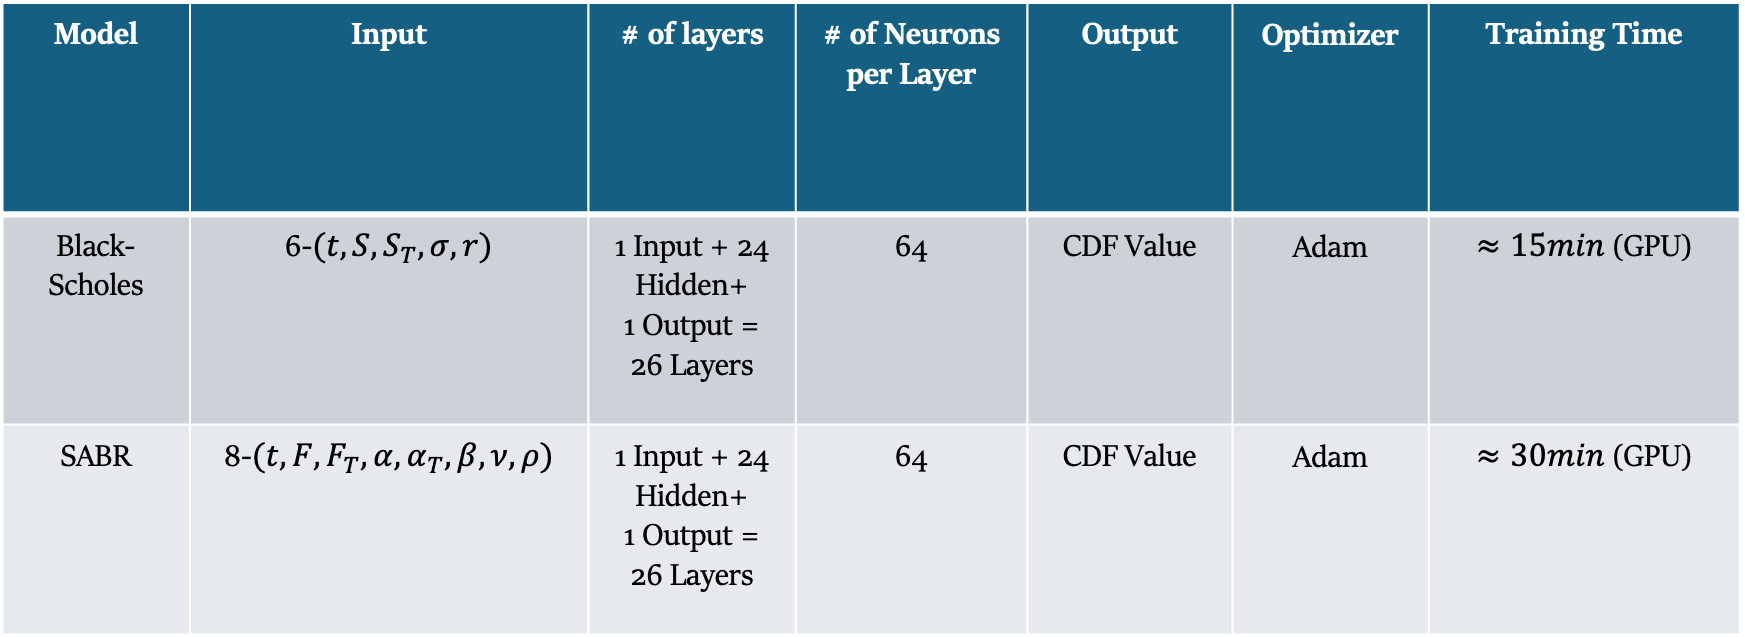 Model
Input
# of layers
# of Neurons
per Layer
Output
Optimizer
Training Time
Black-
Scholes
6-(t, S, S_T, σ, r)
1 Input + 24
Hidden+
1 Output =
26 Layers
64
CDF Value
Adam
≈ 15min (GPU)
SABR
8-(t, F, F_T, α, α_T, β, ν, ρ)
1 Input + 24
Hidden+
1 Output =
26 Layers
64
CDF Value
Adam
≈ 30min (GPU)